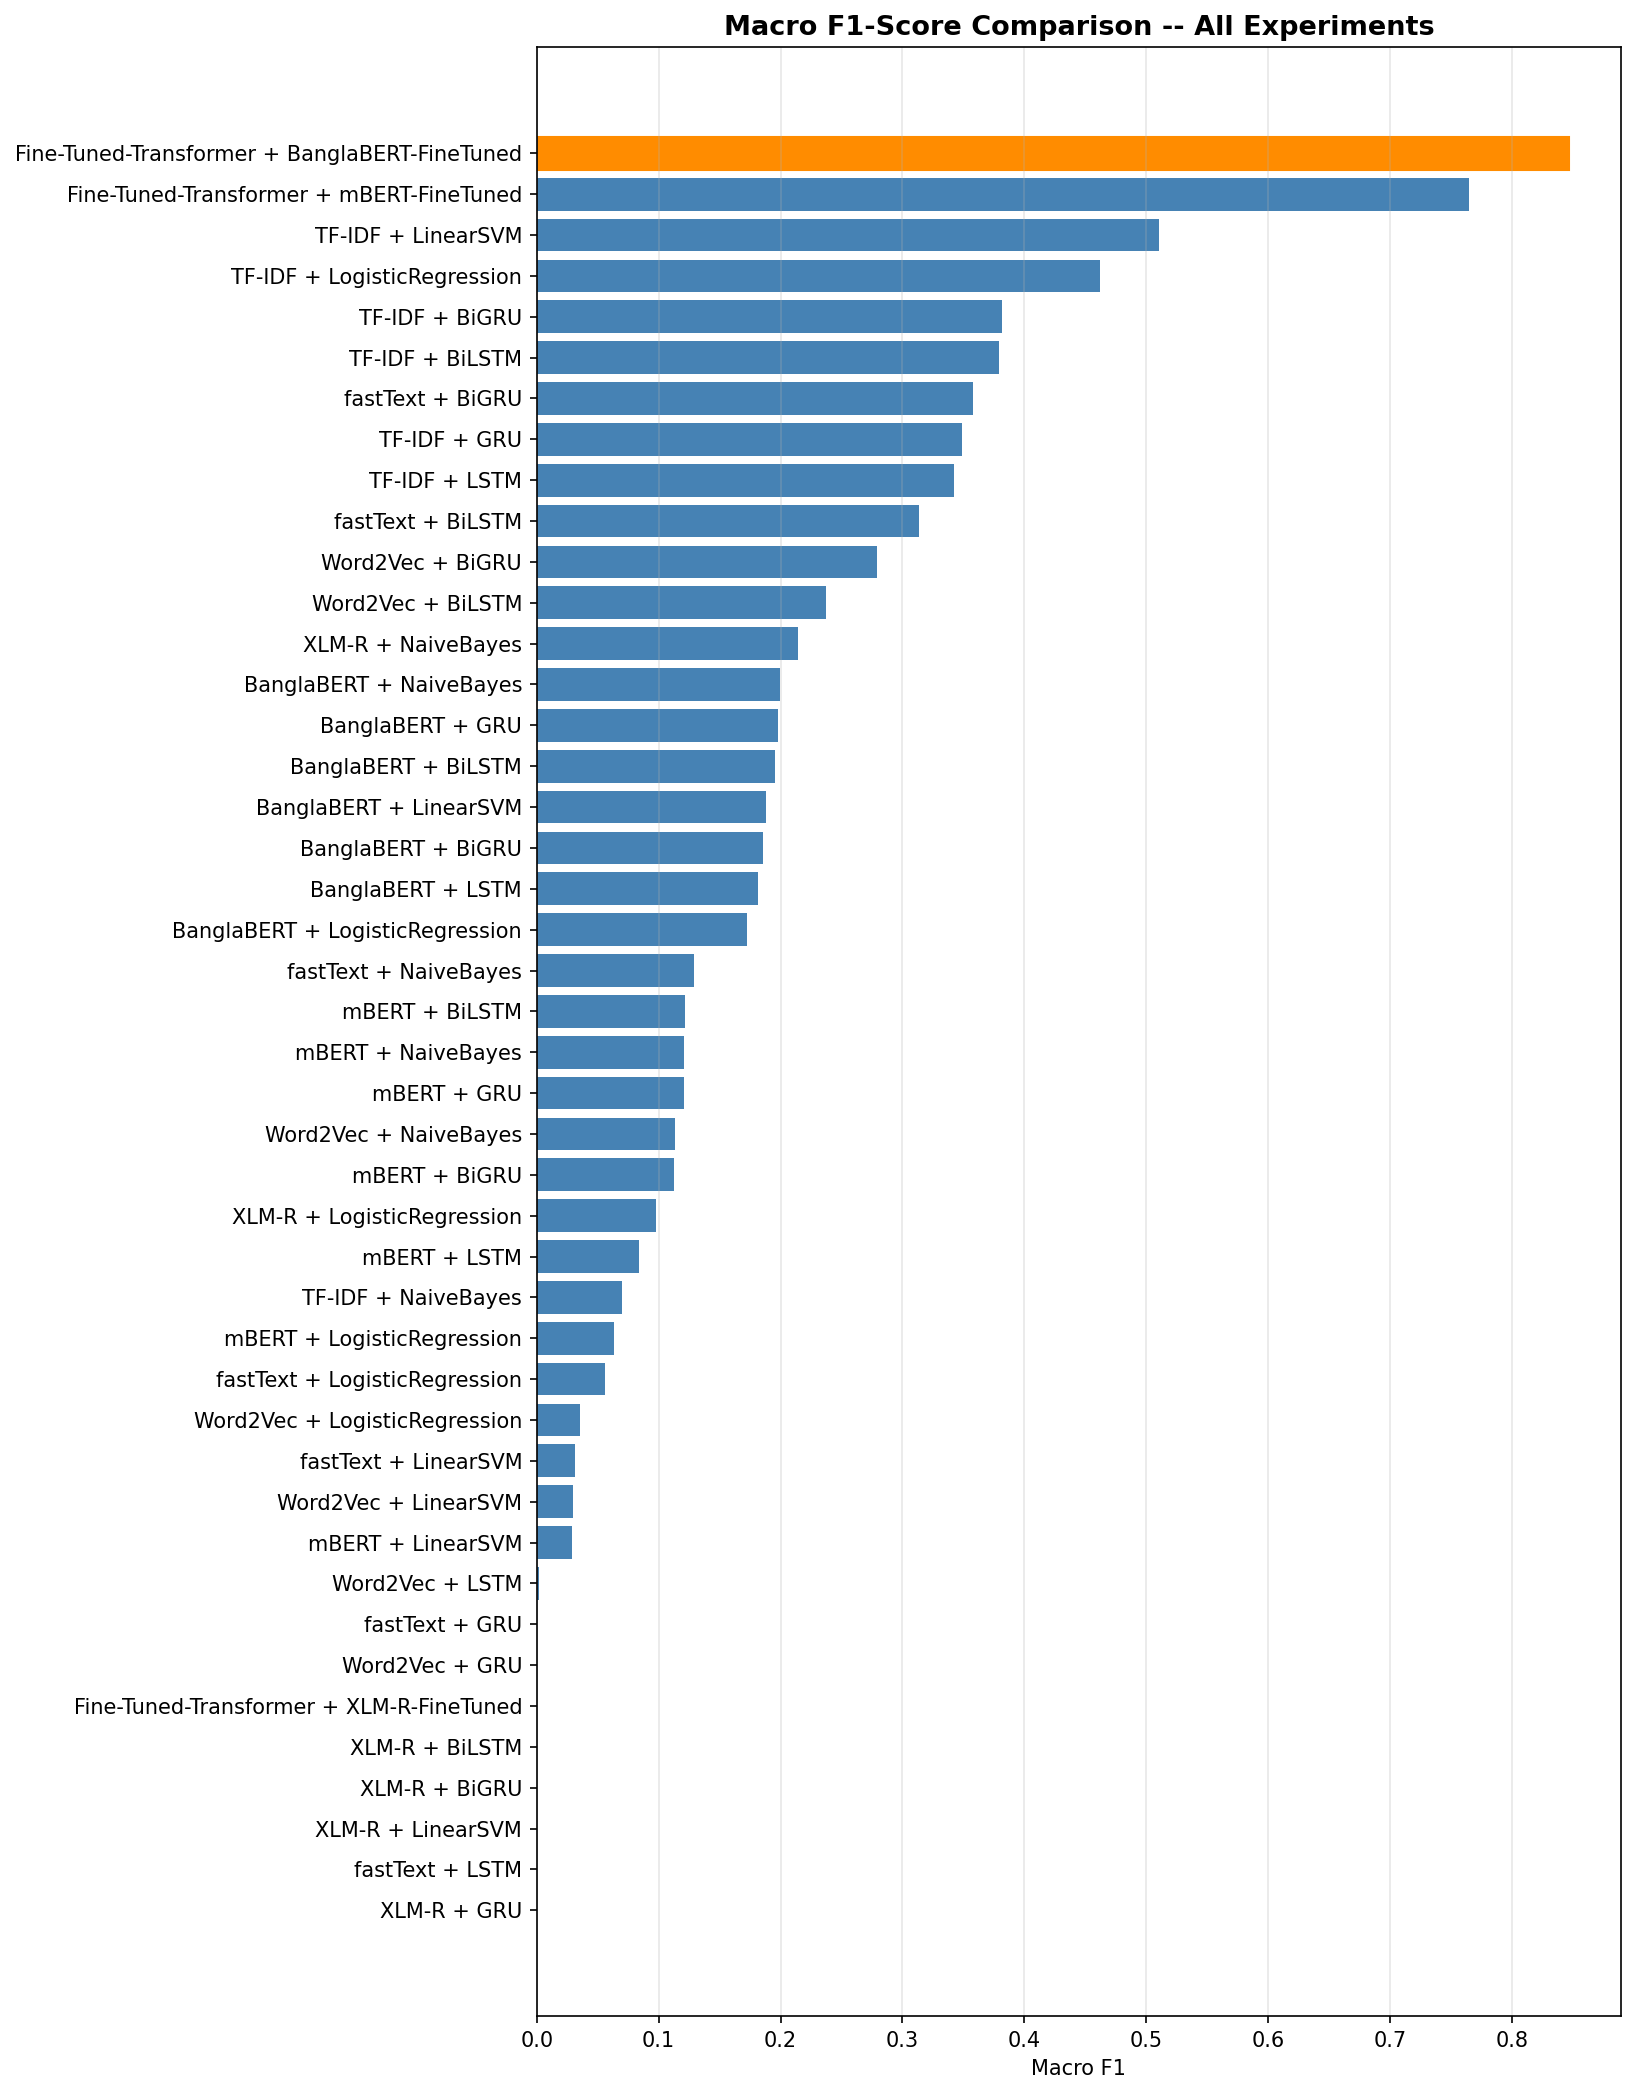 Macro F1-Score Comparison -- All Experiments
Fine-Tuned-Transformer + BanglaBERT-FineTuned
Fine-Tuned-Transformer + mBERT-FineTuned
TF-IDF + LinearSVM
TF-IDF + LogisticRegression
TF-IDF + BiGRU
TF-IDF + BiLSTM
fastText + BiGRU
TF-IDF + GRU
TF-IDF + LSTM
fastText + BiLSTM
Word2Vec + BiGRU
Word2Vec + BiLSTM
XLM-R + NaiveBayes
BanglaBERT + NaiveBayes
BanglaBERT + GRU
BanglaBERT + BiLSTM
BanglaBERT + LinearSVM
BanglaBERT + BiGRU
BanglaBERT + LSTM
BanglaBERT + LogisticRegression
fastText + NaiveBayes
mBERT + BiLSTM
mBERT + NaiveBayes
mBERT + GRU
Word2Vec + NaiveBayes
mBERT + BiGRU
XLM-R + LogisticRegression
mBERT + LSTM
TF-IDF + NaiveBayes
mBERT + LogisticRegression
fastText + LogisticRegression
Word2Vec + LogisticRegression
fastText + LinearSVM
Word2Vec + LinearSVM
mBERT + LinearSVM
Word2Vec + LSTM
fastText + GRU
Word2Vec + GRU
Fine-Tuned-Transformer + XLM-R-FineTuned
XLM-R + BiLSTM
XLM-R + BiGRU
XLM-R + LinearSVM
fastText + LSTM
XLM-R + GRU
0.0 0.1 0.2 0.3 0.4 0.5 0.6 0.7 0.8
Macro F1